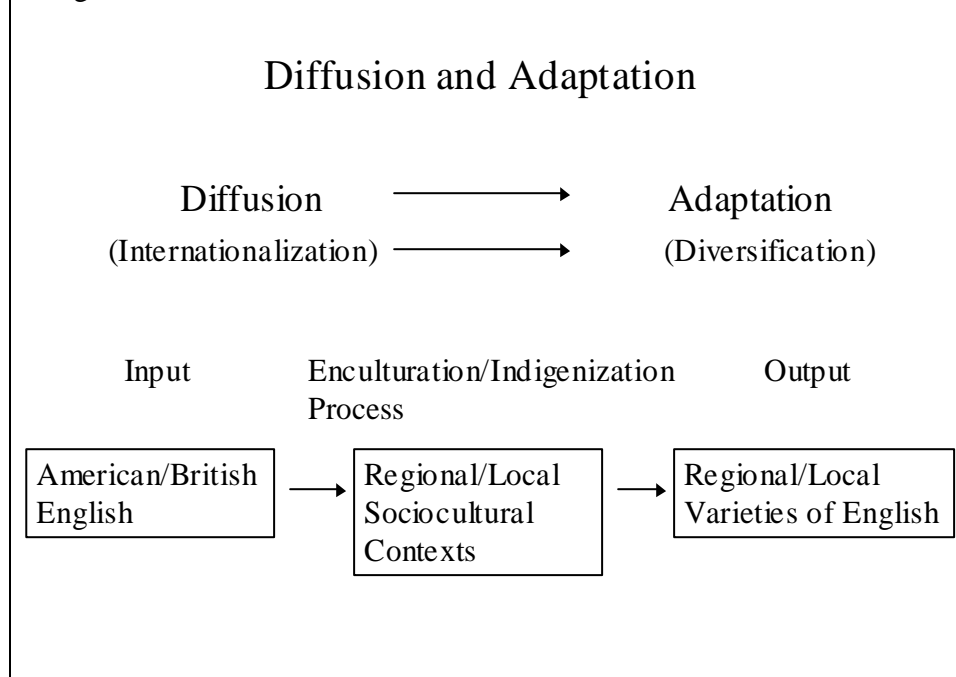 Diffusion and Adaptation
Diffusion Adaptation
(Internationalization) (Diversification)
Input Enculturation/Indigenization Output
Process
American/British Regional/Local Regional/Local
English Sociocultural Varieties of English
Contexts